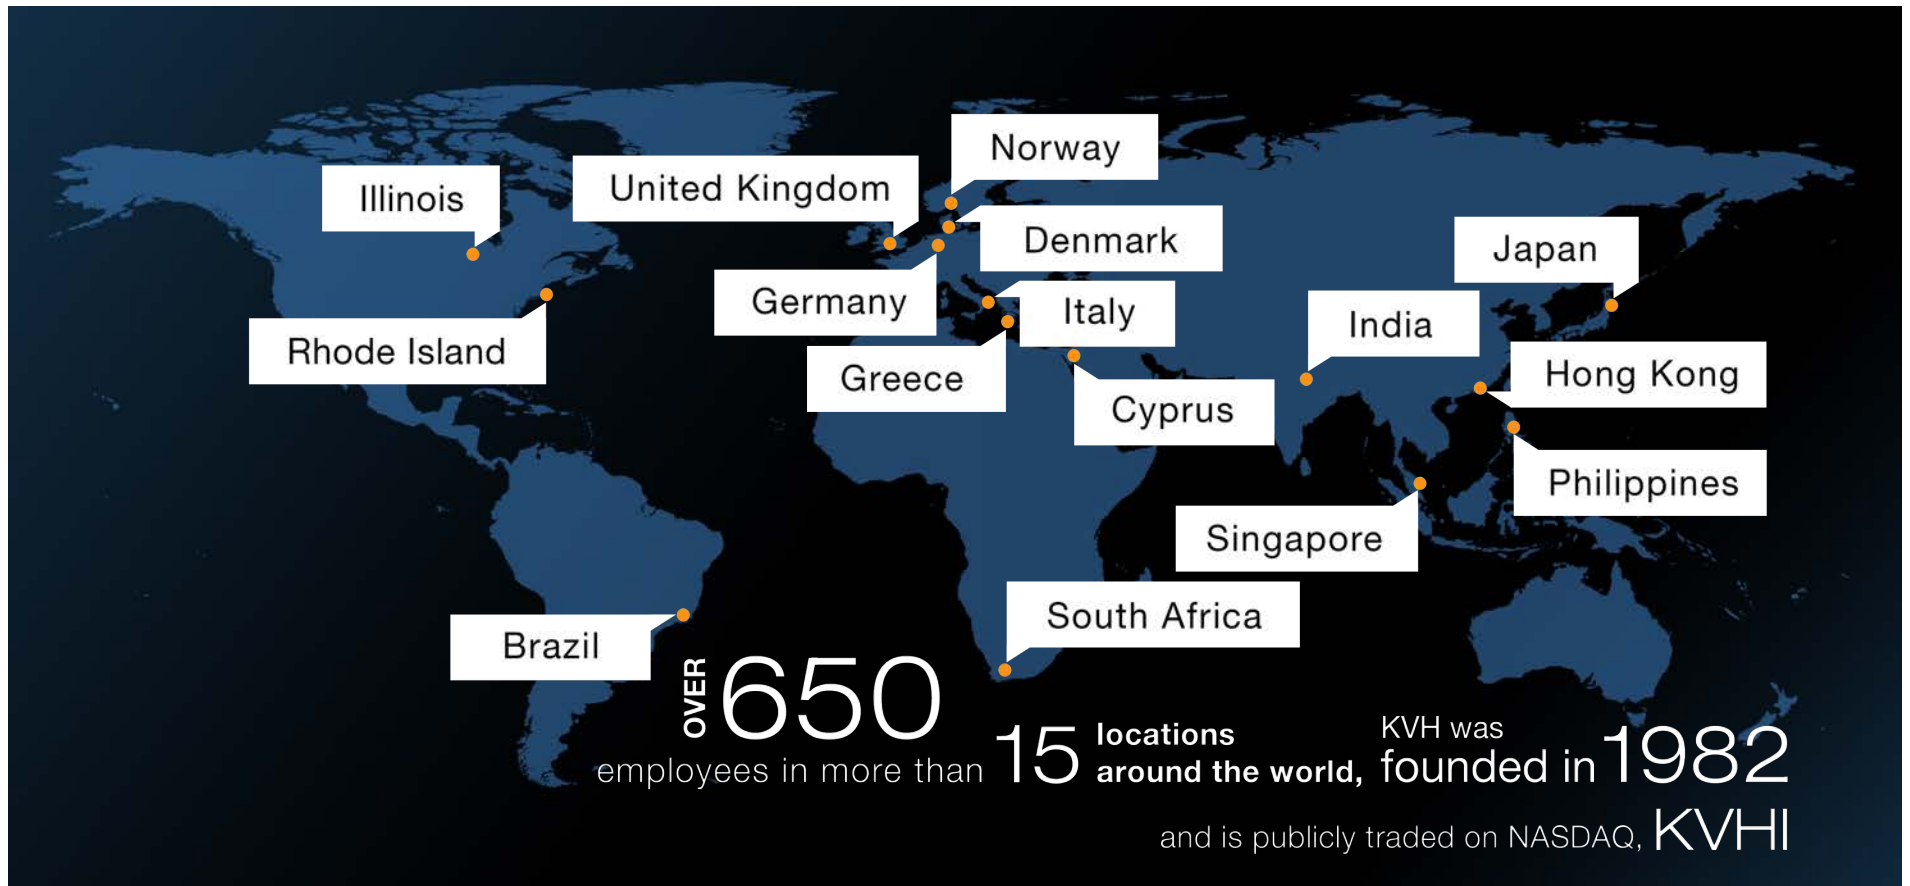 Norway
Illinois
United Kingdom
Denmark
Japan
Germany
Italy
India
Rhode Island
Greece
Hong Kong
Cyprus
Philippines
Singapore
South Africa
Brazil
OVER 650
employees in more than 15 locations
around the world,
KVH was
founded in 1982
and is publicly traded on NASDAQ, KVHI